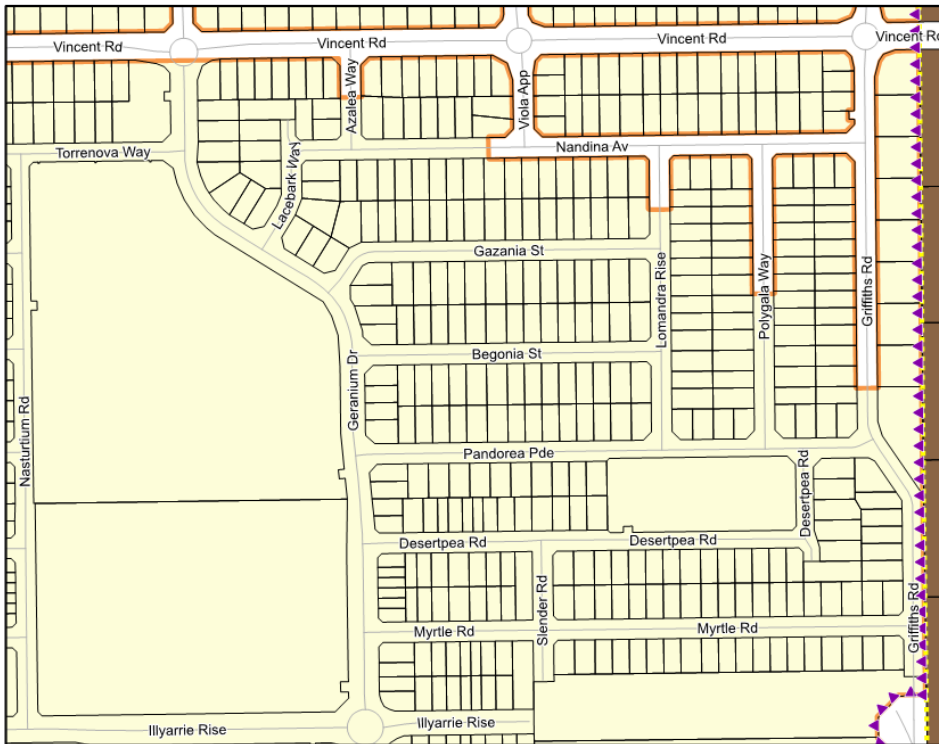 Vincent Rd
Vincent Rd
Vincent Rd
Vincent Rd
Azalea Way
Viola App
Torrenova Way
Nandina Av
Lacebark Way
Gazania St
Lomandra Rise
Polygala Way
Griffiths Rd
Begonia St
Geranium Dr
Nasturtium Rd
Pandorea Pde
Desertpea Rd
Desertpea Rd
Desertpea Rd
Slender Rd
Griffiths Rd
Myrtle Rd
Myrtle Rd
Illyarrie Rise
Illyarrie Rise